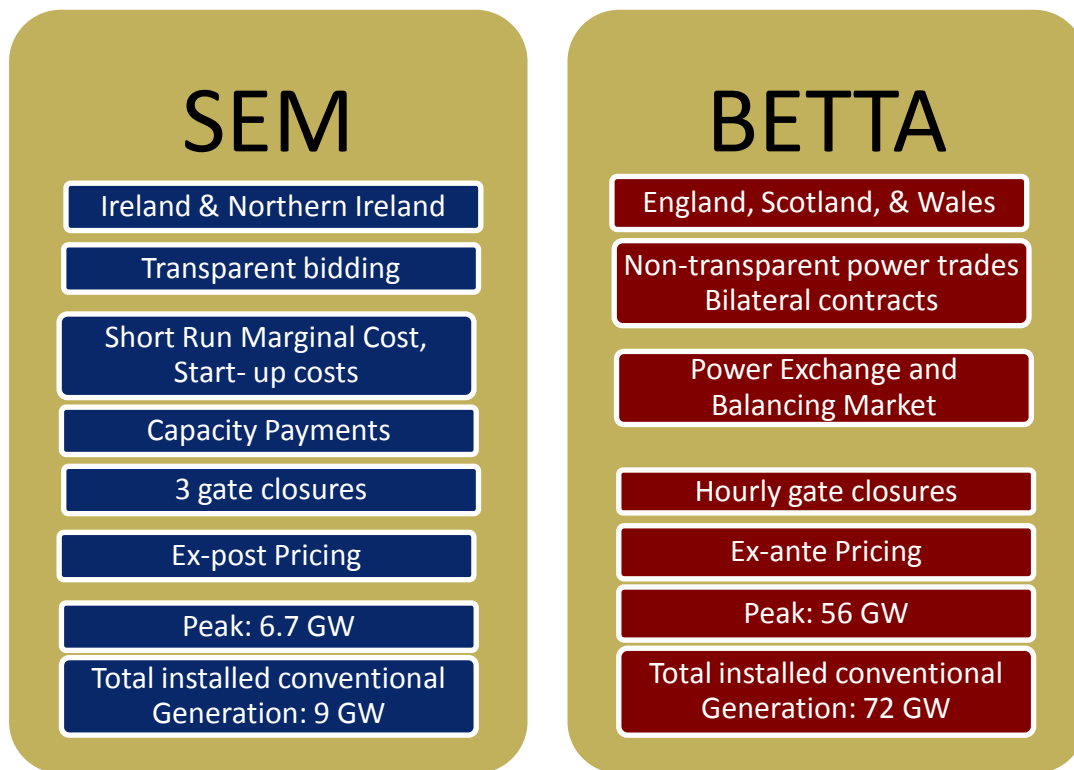 SEM
Ireland & Northern Ireland
Transparent bidding
Short Run Marginal Cost,
Start- up costs
Capacity Payments
3 gate closures
Ex-post Pricing
Peak: 6.7 GW
Total installed conventional
Generation: 9 GW
BETTA
England, Scotland, & Wales
Non-transparent power trades
Bilateral contracts
Power Exchange and
Balancing Market
Hourly gate closures
Ex-ante Pricing
Peak: 56 GW
Total installed conventional
Generation: 72 GW